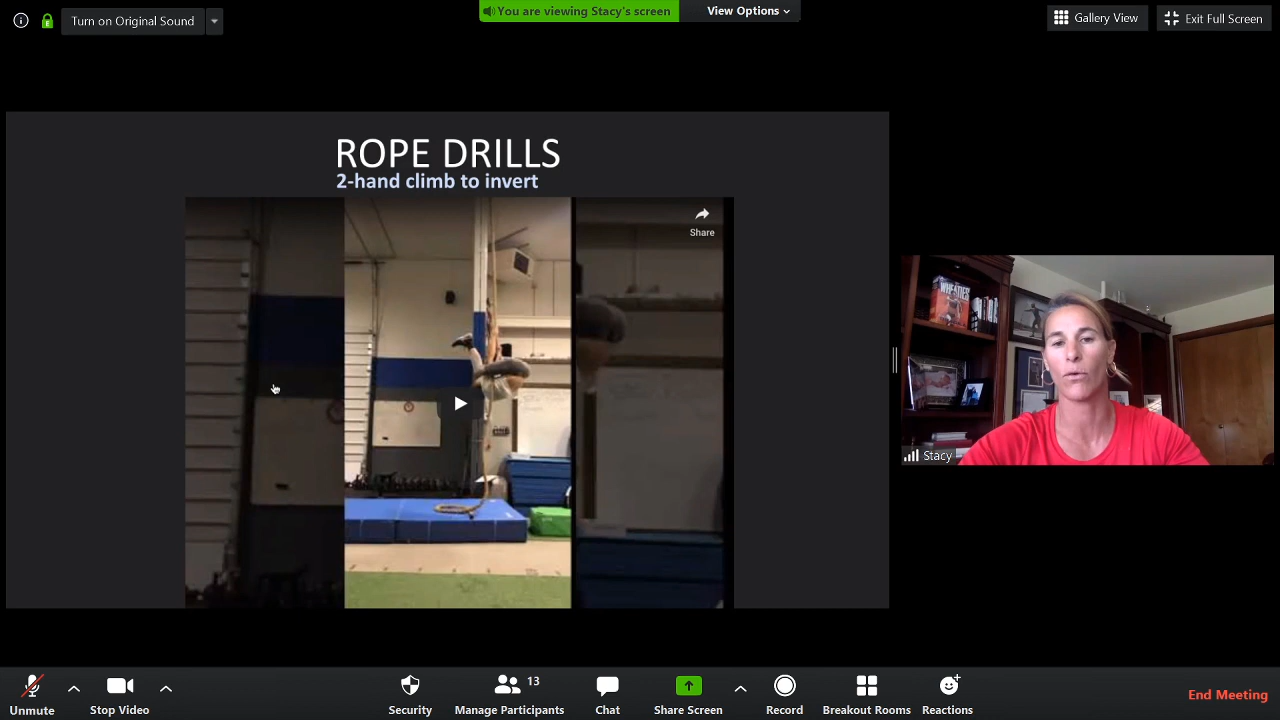 Turn on Original Sound
You are viewing Stacy's screen
View Options
Gallery View
Exit Full Screen
ROPE DRILLS
2-hand climb to invert
Share
WHEATIES
Stacy
Unmute
Stop Video
Security
13
Manage Participants
Chat
Share Screen
Record
Breakout Rooms
Reactions
End Meeting